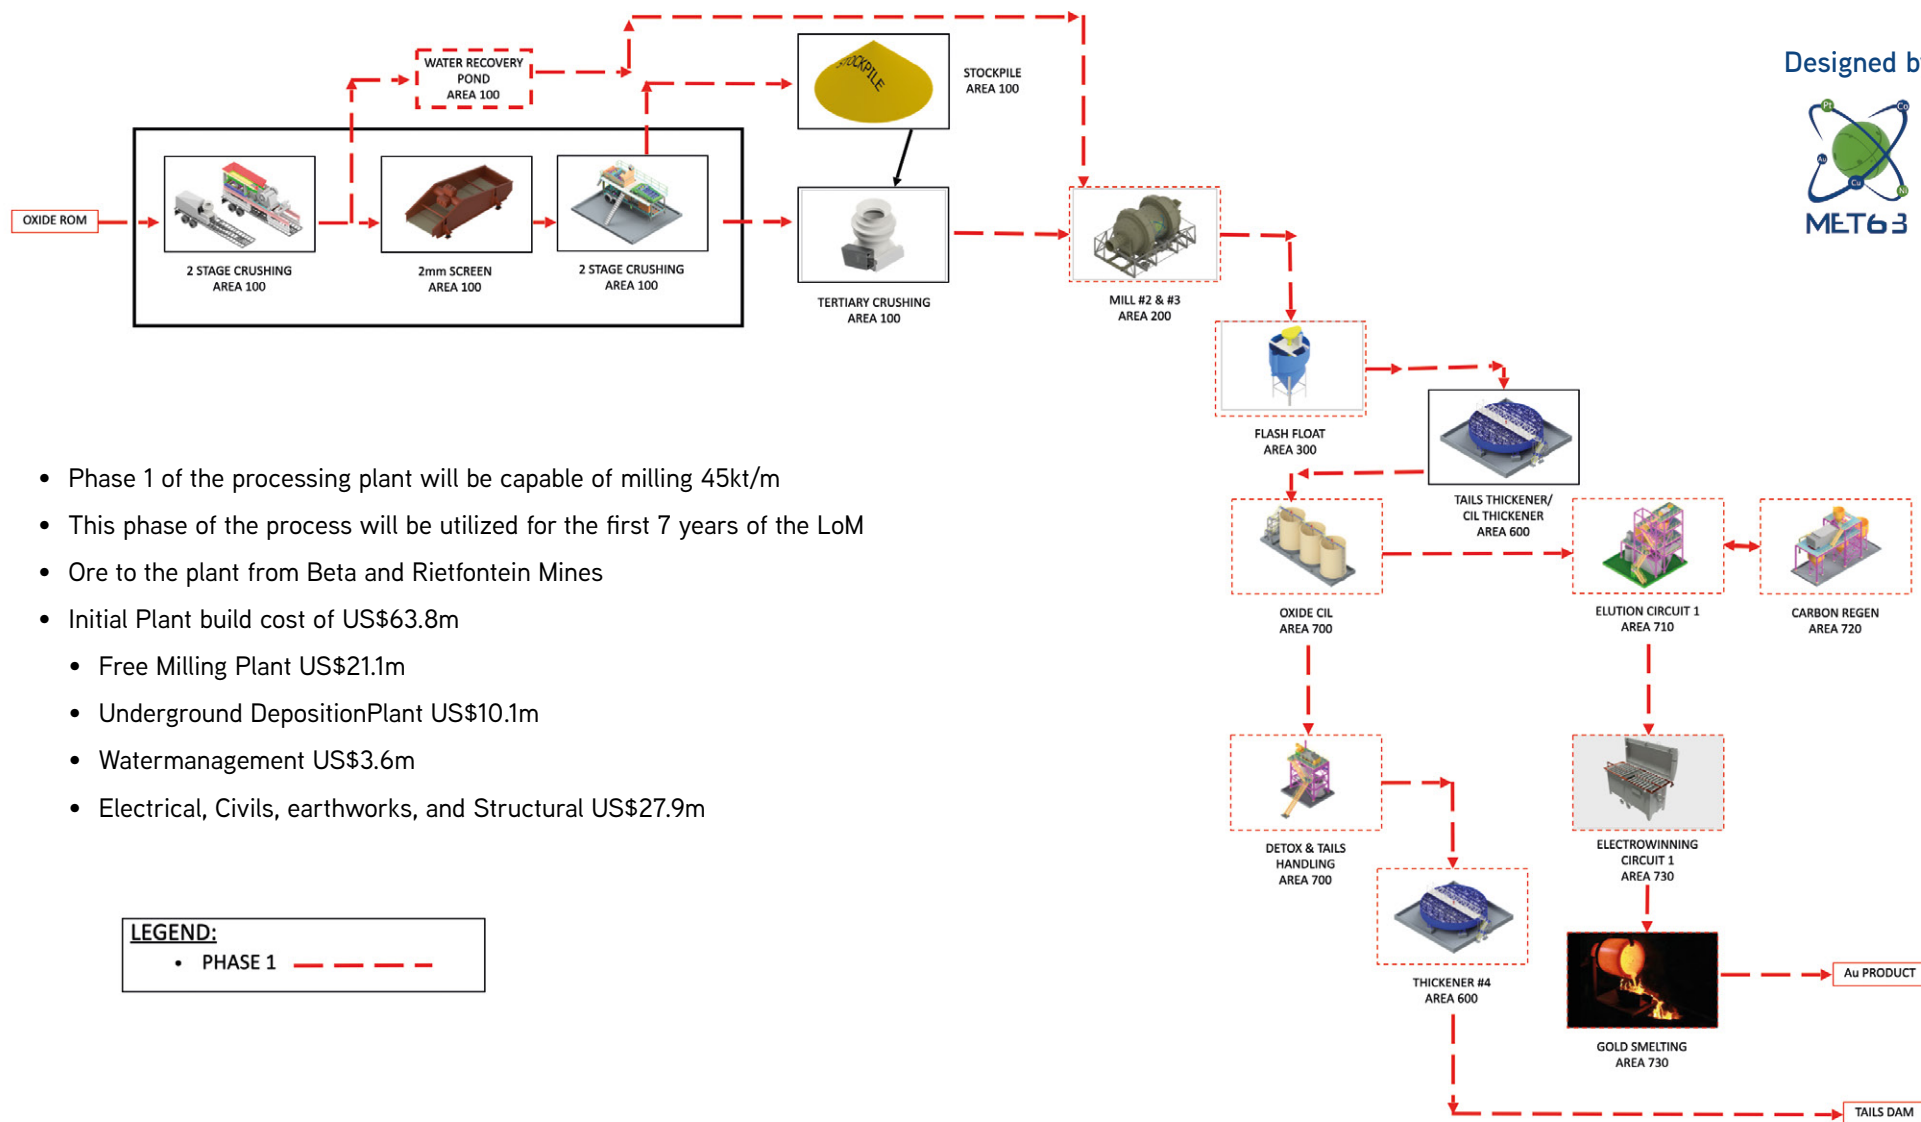 WATER RECOVERY
POND
AREA 100
STOCKPILE
STOCKPILE
AREA 100
Designed by
Pt
Co
Au
Cu
Ni
MET63
OXIDE ROM
2 STAGE CRUSHING
AREA 100
2mm SCREEN
AREA 100
2 STAGE CRUSHING
AREA 100
TERTIARY CRUSHING
AREA 100
MILL #2 & #3
AREA 200
FLASH FLOAT
AREA 300
TAILS THICKENER/
CIL THICKENER
AREA 600
OXIDE CIL
AREA 700
ELUTION CIRCUIT 1
AREA 710
CARBON REGEN
AREA 720
DETOX & TAILS
HANDLING
AREA 700
ELECTROWINNING
CIRCUIT 1
AREA 730
THICKENER #4
AREA 600
GOLD SMELTING
AREA 730
Au PRODUCT
TAILS DAM
• Phase 1 of the processing plant will be capable of milling 45kt/m
• This phase of the process will be utilized for the first 7 years of the LoM
• Ore to the plant from Beta and Rietfontein Mines
• Initial Plant build cost of US$63.8m
• Free Milling Plant US$21.1m
• Underground DepositionPlant US$10.1m
• Watermanagement US$3.6m
• Electrical, Civils, earthworks, and Structural US$27.9m
LEGEND:
• PHASE 1